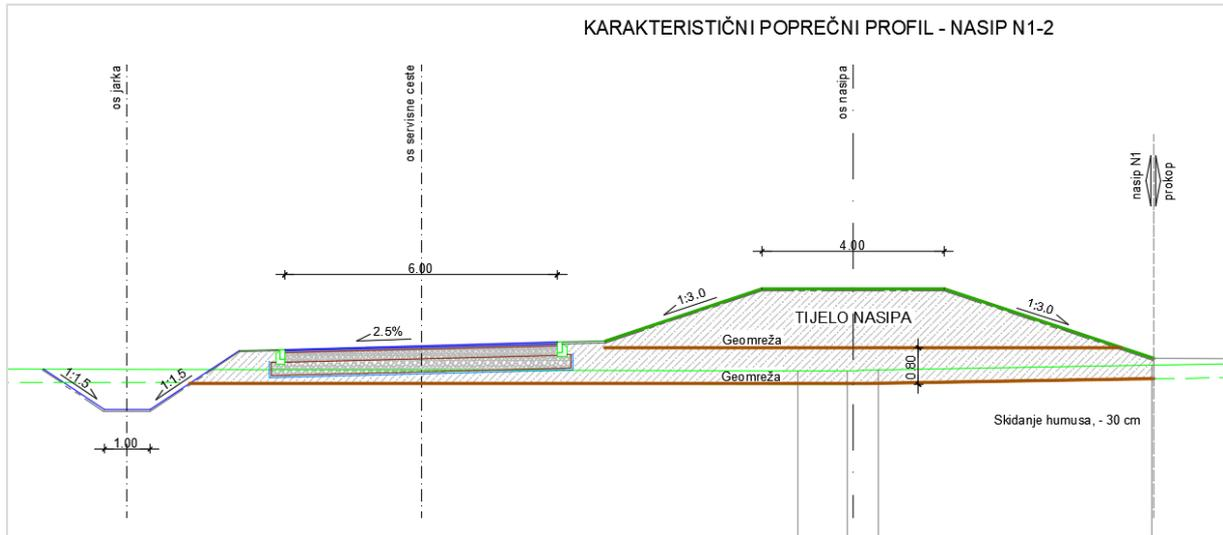 KARAKTERISTIČNI POPREČNI PROFIL - NASIP N1-2
os jarka
os servisne ceste
os nasipa
nasip N1
prokop
6.00
4.00
2.5%
1:3.0
1:3.0
TIJELO NASIPA
Geomreža
1:1.5
1:1.5
Geomreža
0.80
1.00
Skidanje humusa, - 30 cm